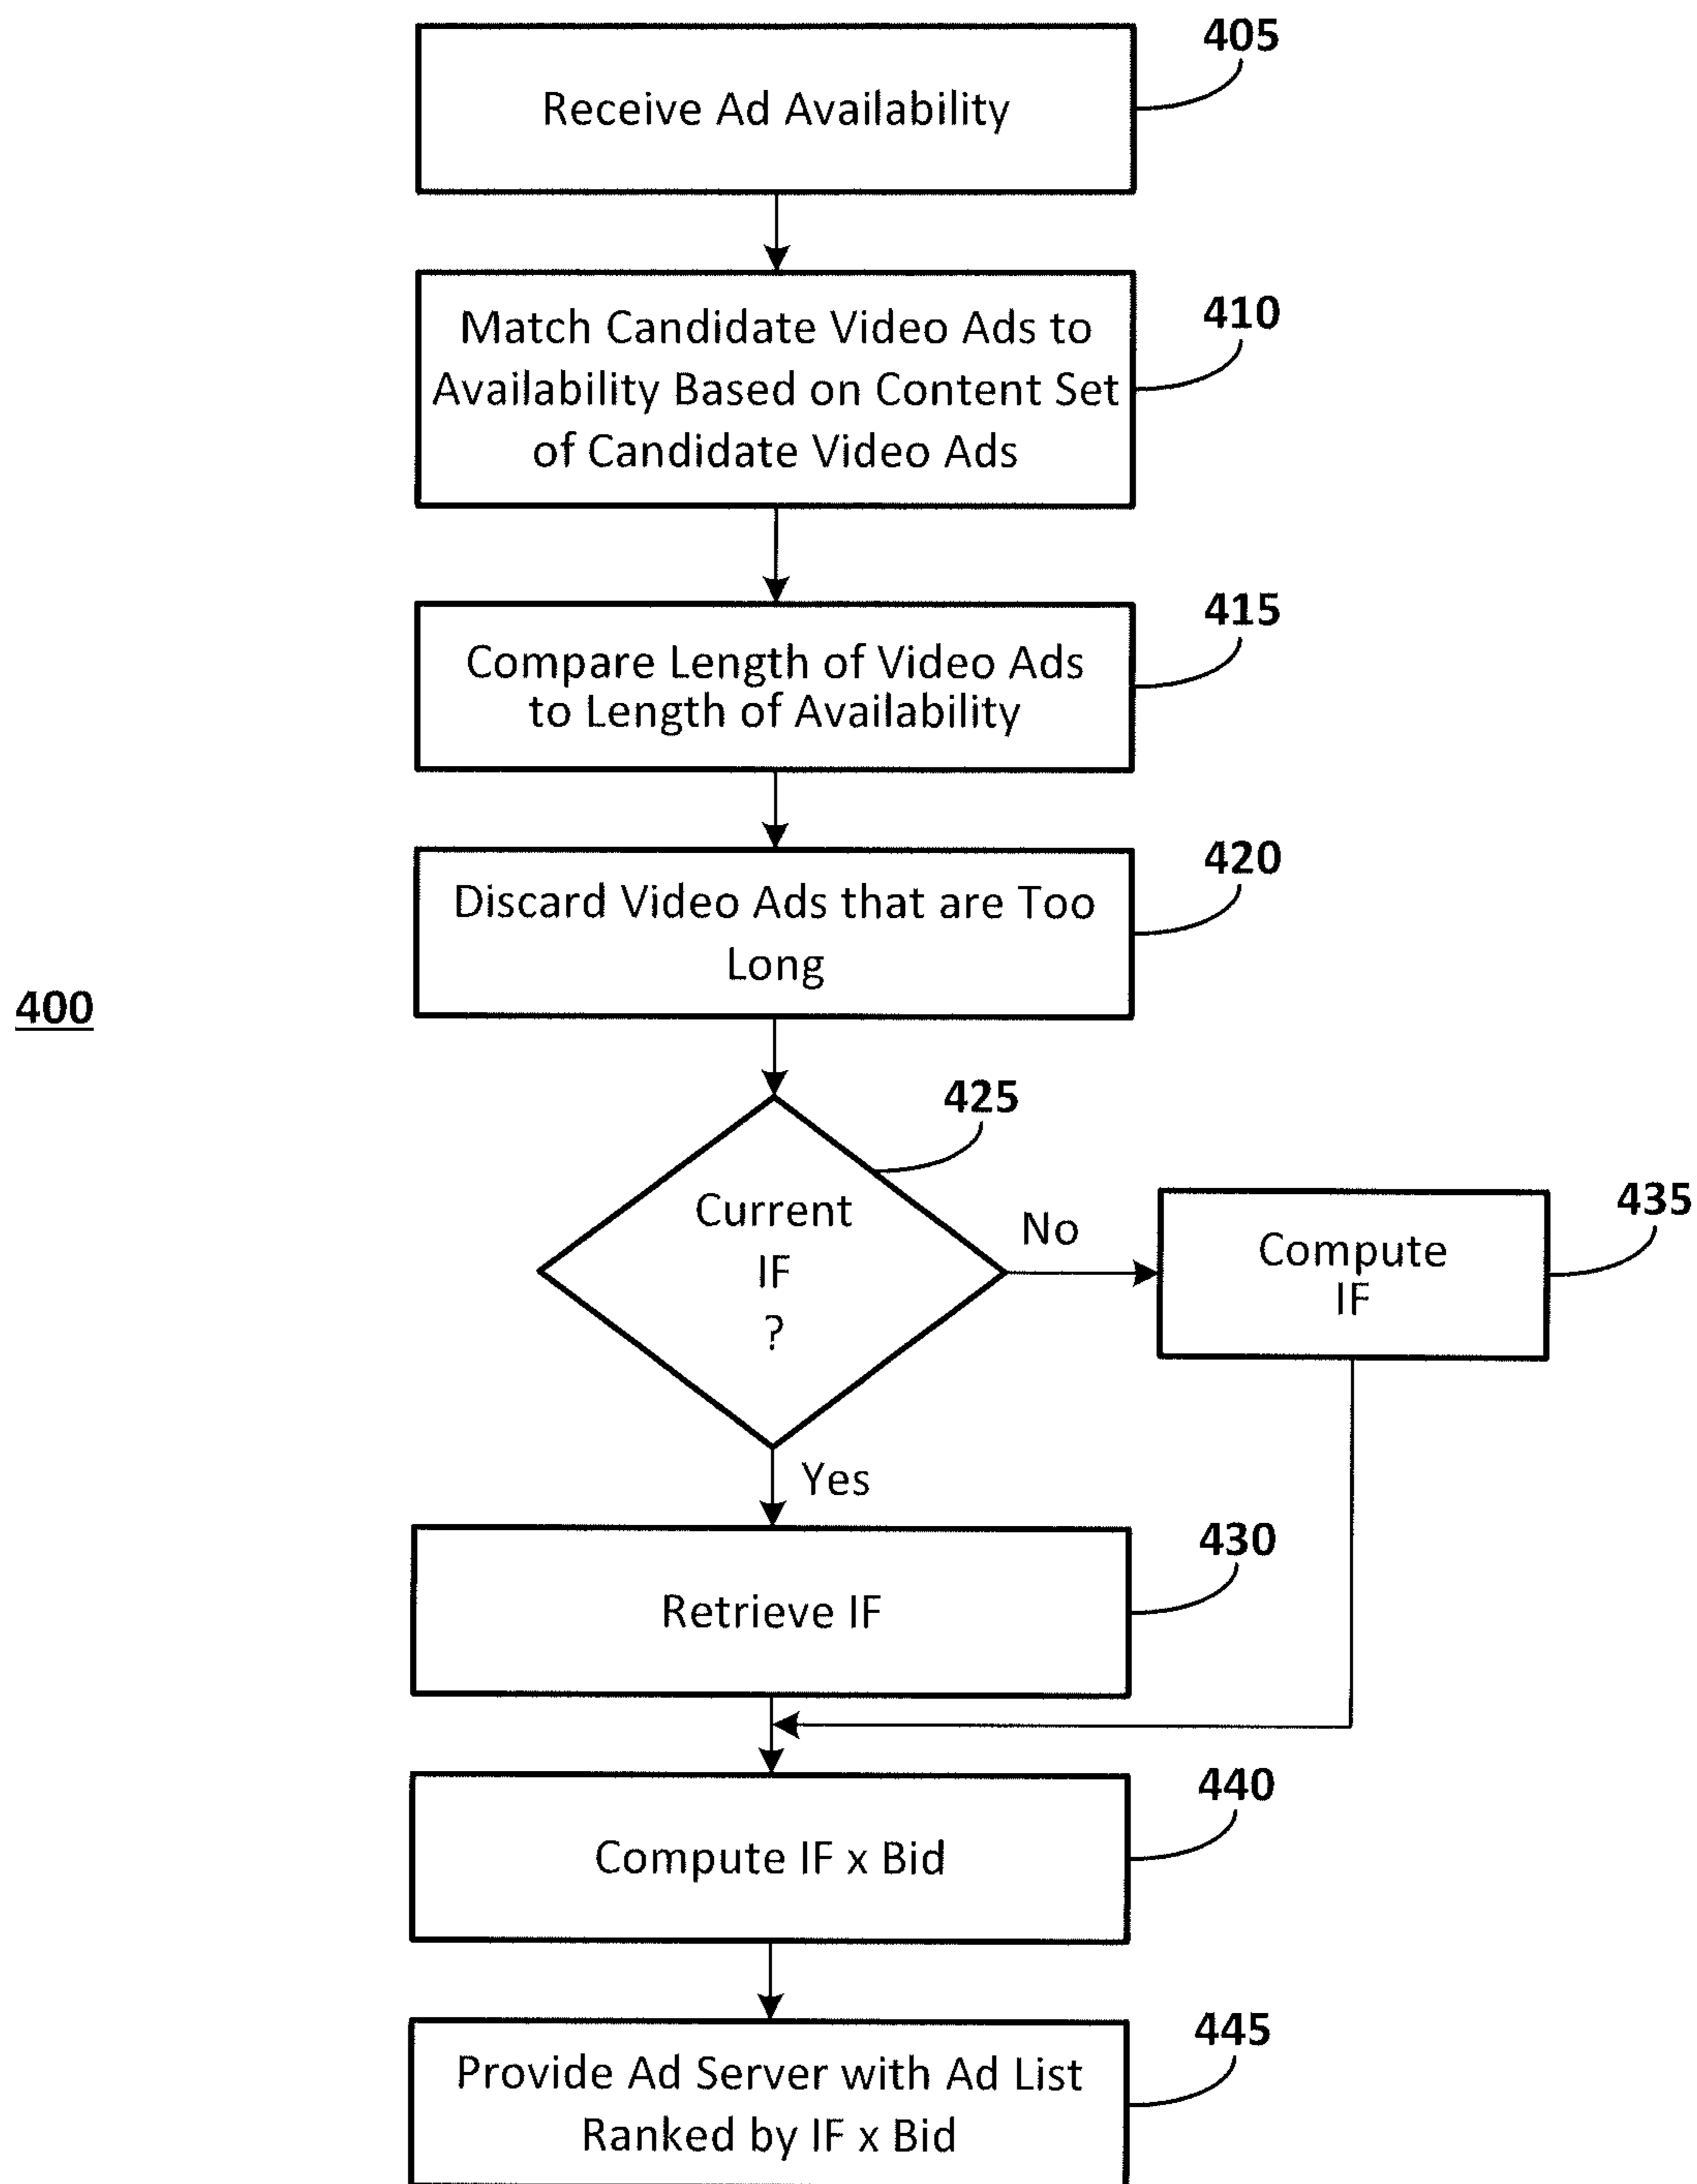 405
Receive Ad Availability
410
Match Candidate Video Ads to
Availability Based on Content Set
of Candidate Video Ads
415
Compare Length of Video Ads
to Length of Availability
420
Discard Video Ads that are Too
Long
400
425
Current
IF
?
No
435
Compute
IF
Yes
430
Retrieve IF
440
Compute IF x Bid
445
Provide Ad Server with Ad List
Ranked by IF x Bid